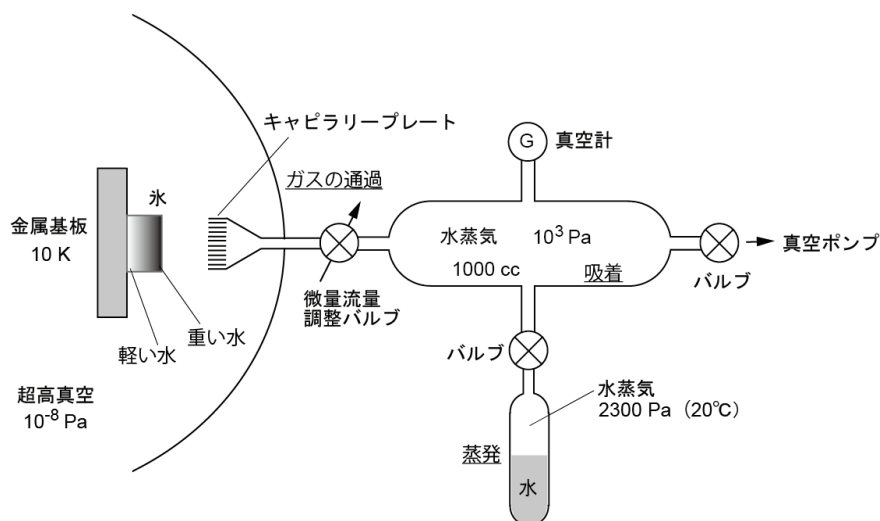 キャピラリープレート
G
真空計
ガスの通過
氷
金属基板
10 K
水蒸気 10³ Pa
1000 cc
吸着
真空ポンプ
バルブ
微量流量
調整バルブ
重い水
軽い水
バルブ
超高真空
10⁻⁸ Pa
水蒸気
2300 Pa（20℃）
蒸発
水